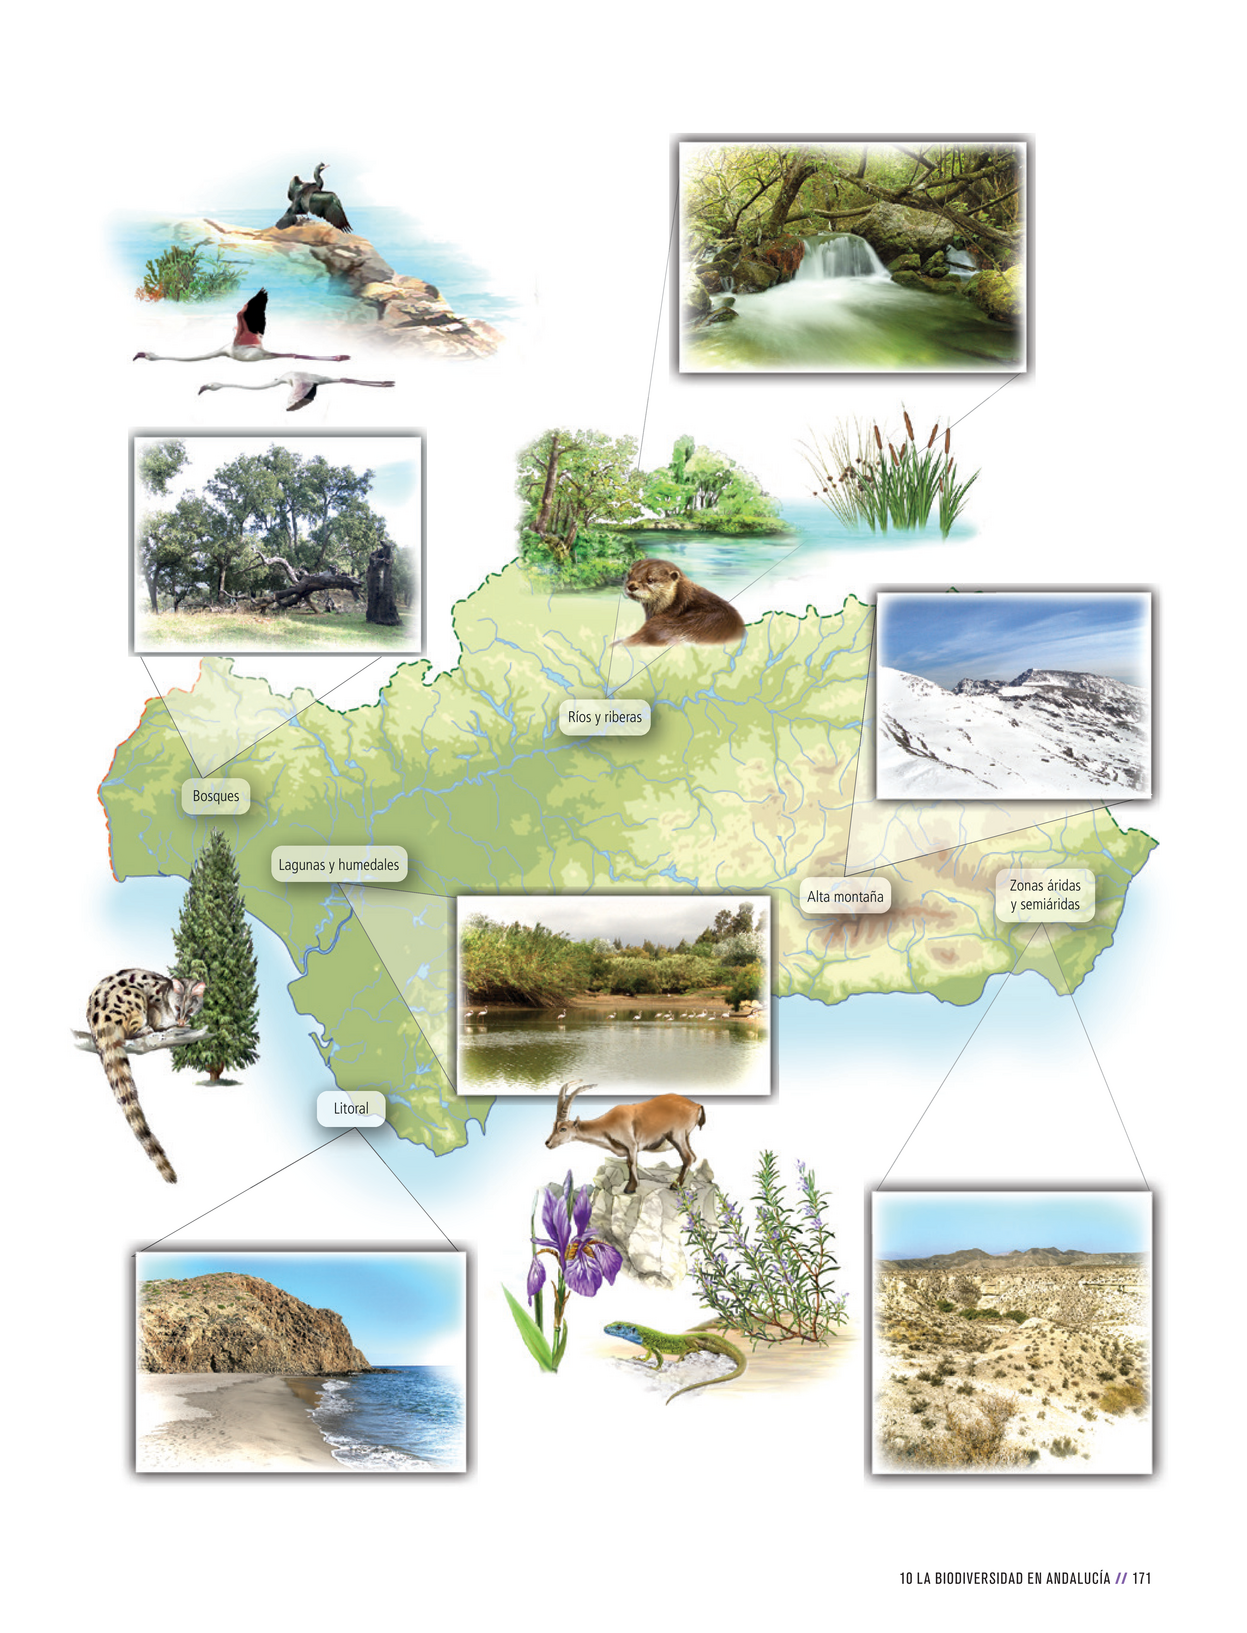 Ríos y riberas
Bosques
Lagunas y humedales
Alta montaña
Zonas áridas
y semiáridas
Litoral
10 LA BIODIVERSIDAD EN ANDALUCÍA // 171